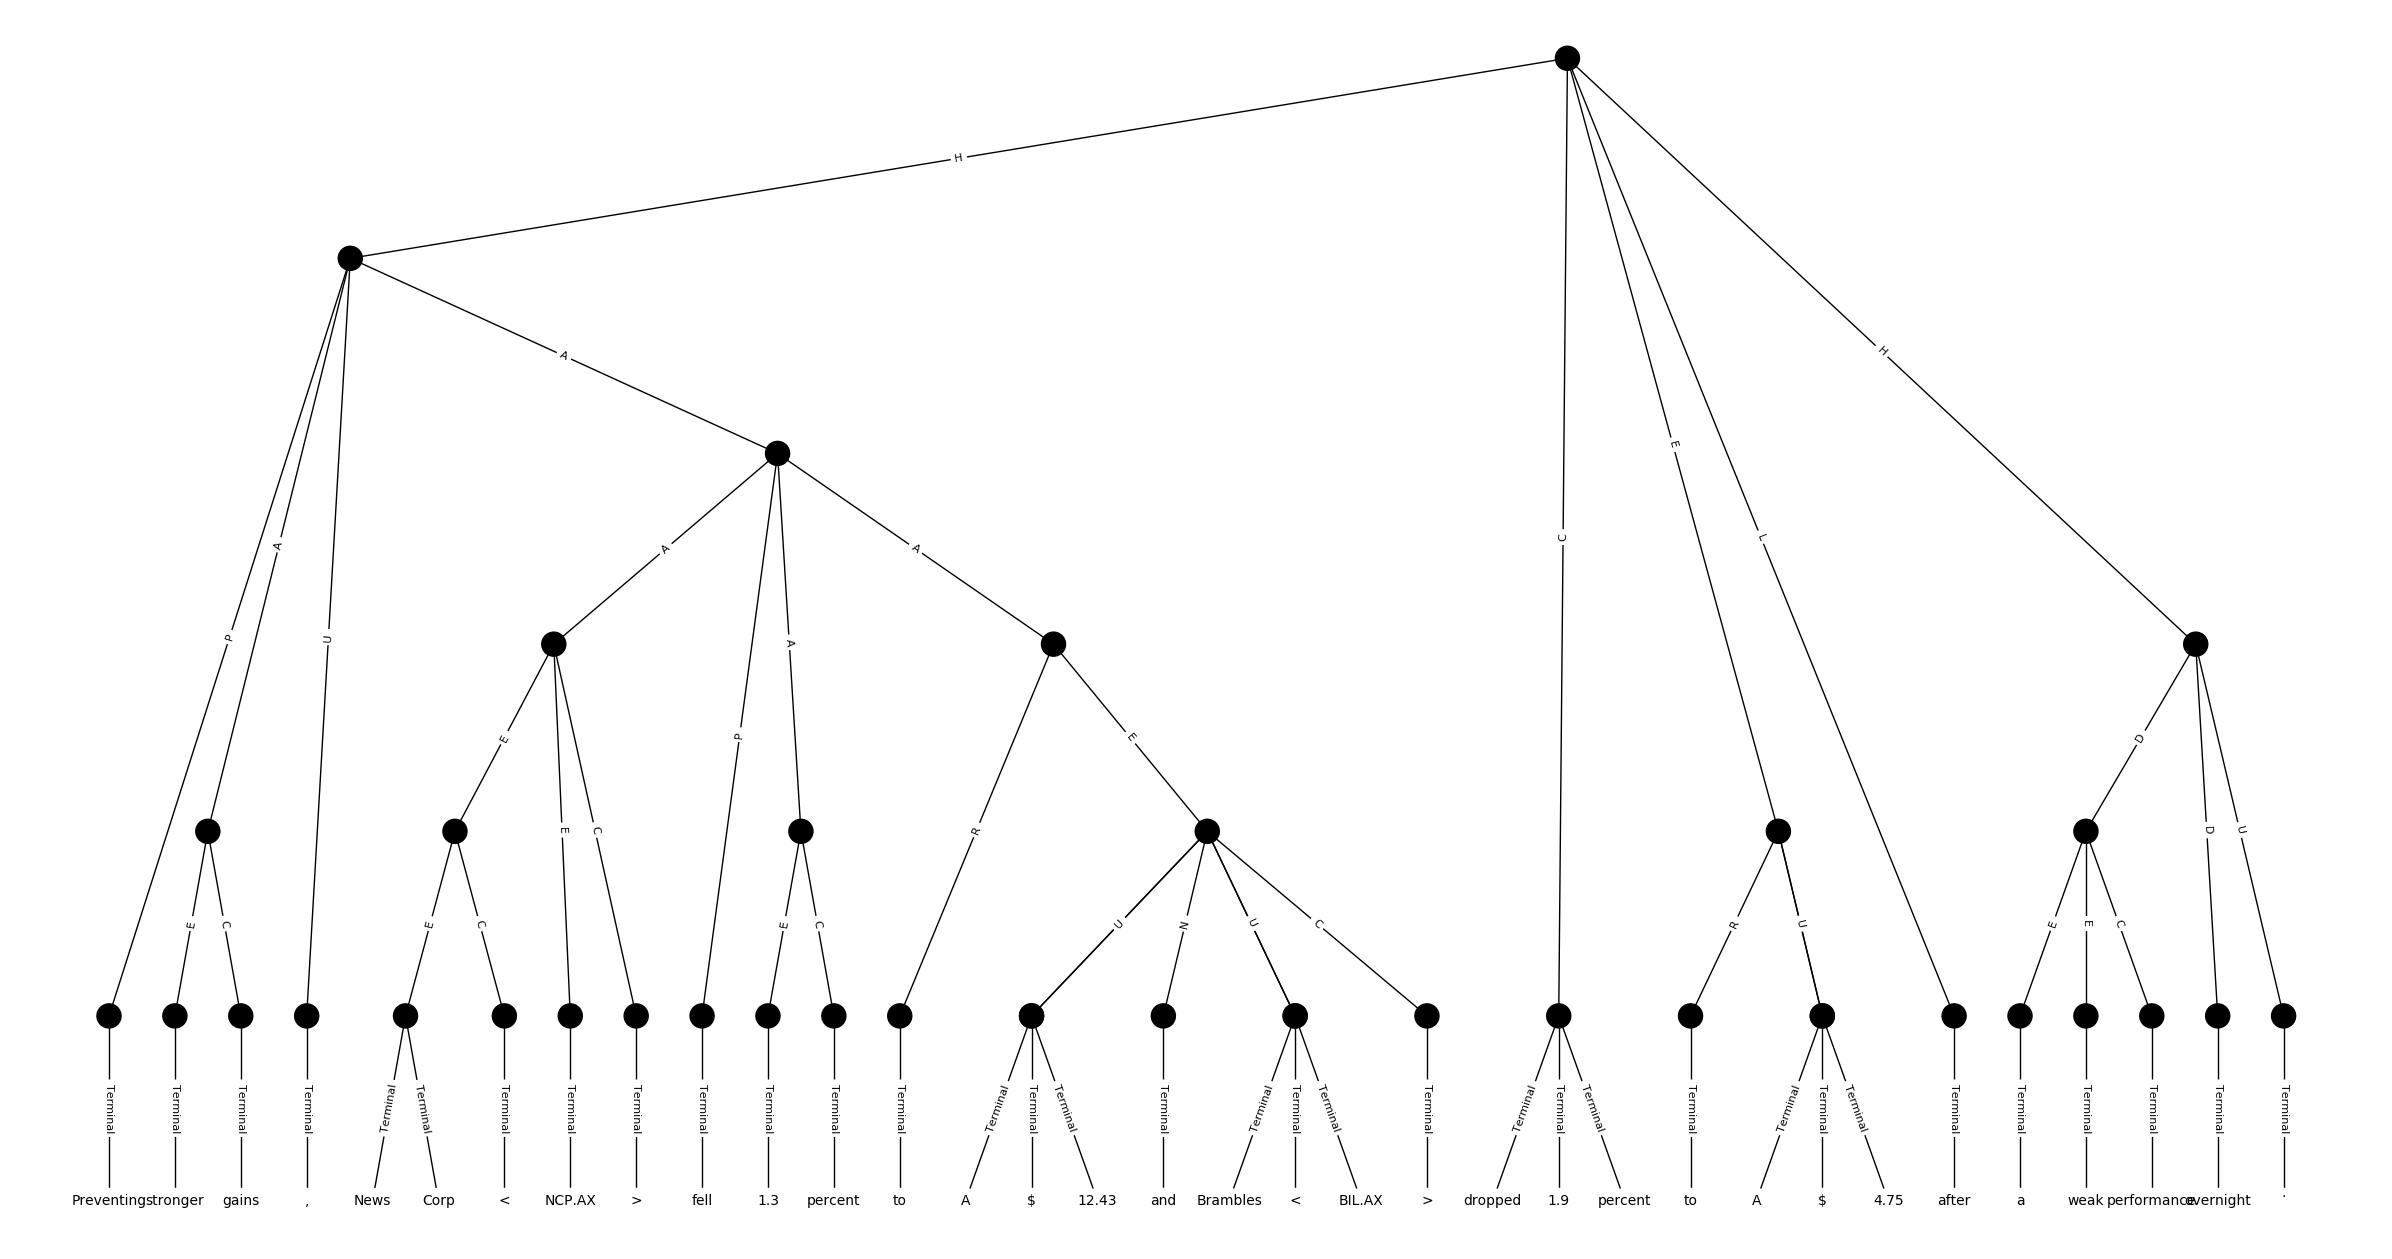 H
A
H
E
C
L
A
A
A
P
U
A
P
E
D
E
E
C
R
D
U
E
C
E
C
E
C
U
N
U
C
R
U
E
E
C
Terminal Terminal Terminal Terminal Terminal Terminal Terminal Terminal Terminal Terminal Terminal Terminal Terminal Terminal Terminal Terminal Terminal Terminal Terminal Terminal Terminal Terminal Terminal Terminal Terminal Terminal Terminal Terminal Terminal Terminal Terminal Terminal Terminal Terminal
Preventing stronger gains , News Corp < NCP.AX > fell 1.3 percent to A $ 12.43 and Brambles < BIL.AX > dropped 1.9 percent to A $ 4.75 after a weak performance overnight .